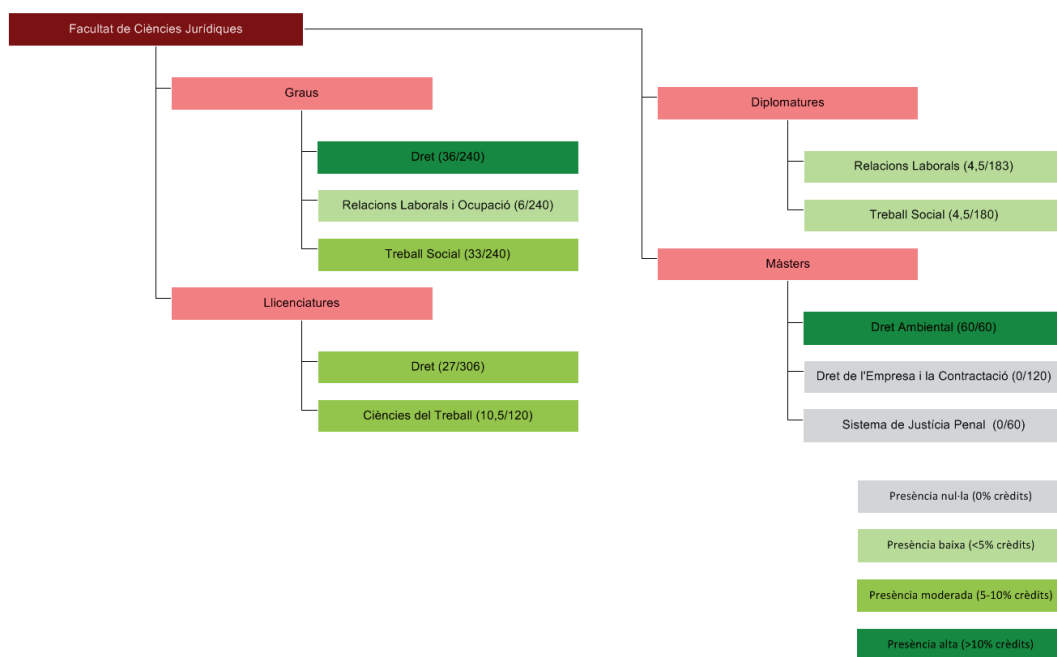 Facultat de Ciències Jurídiques
Graus
Dret (36/240)
Relacions Laborals i Ocupació (6/240)
Treball Social (33/240)
Llicenciatures
Dret (27/306)
Ciències del Treball (10,5/120)
Diplomatures
Relacions Laborals (4,5/183)
Treball Social (4,5/180)
Màsters
Dret Ambiental (60/60)
Dret de l'Empresa i la Contractació (0/120)
Sistema de Justícia Penal (0/60)
Presència nul·la (0% crèdits)
Presència baixa (<5% crèdits)
Presència moderada (5-10% crèdits)
Presència alta (>10% crèdits)